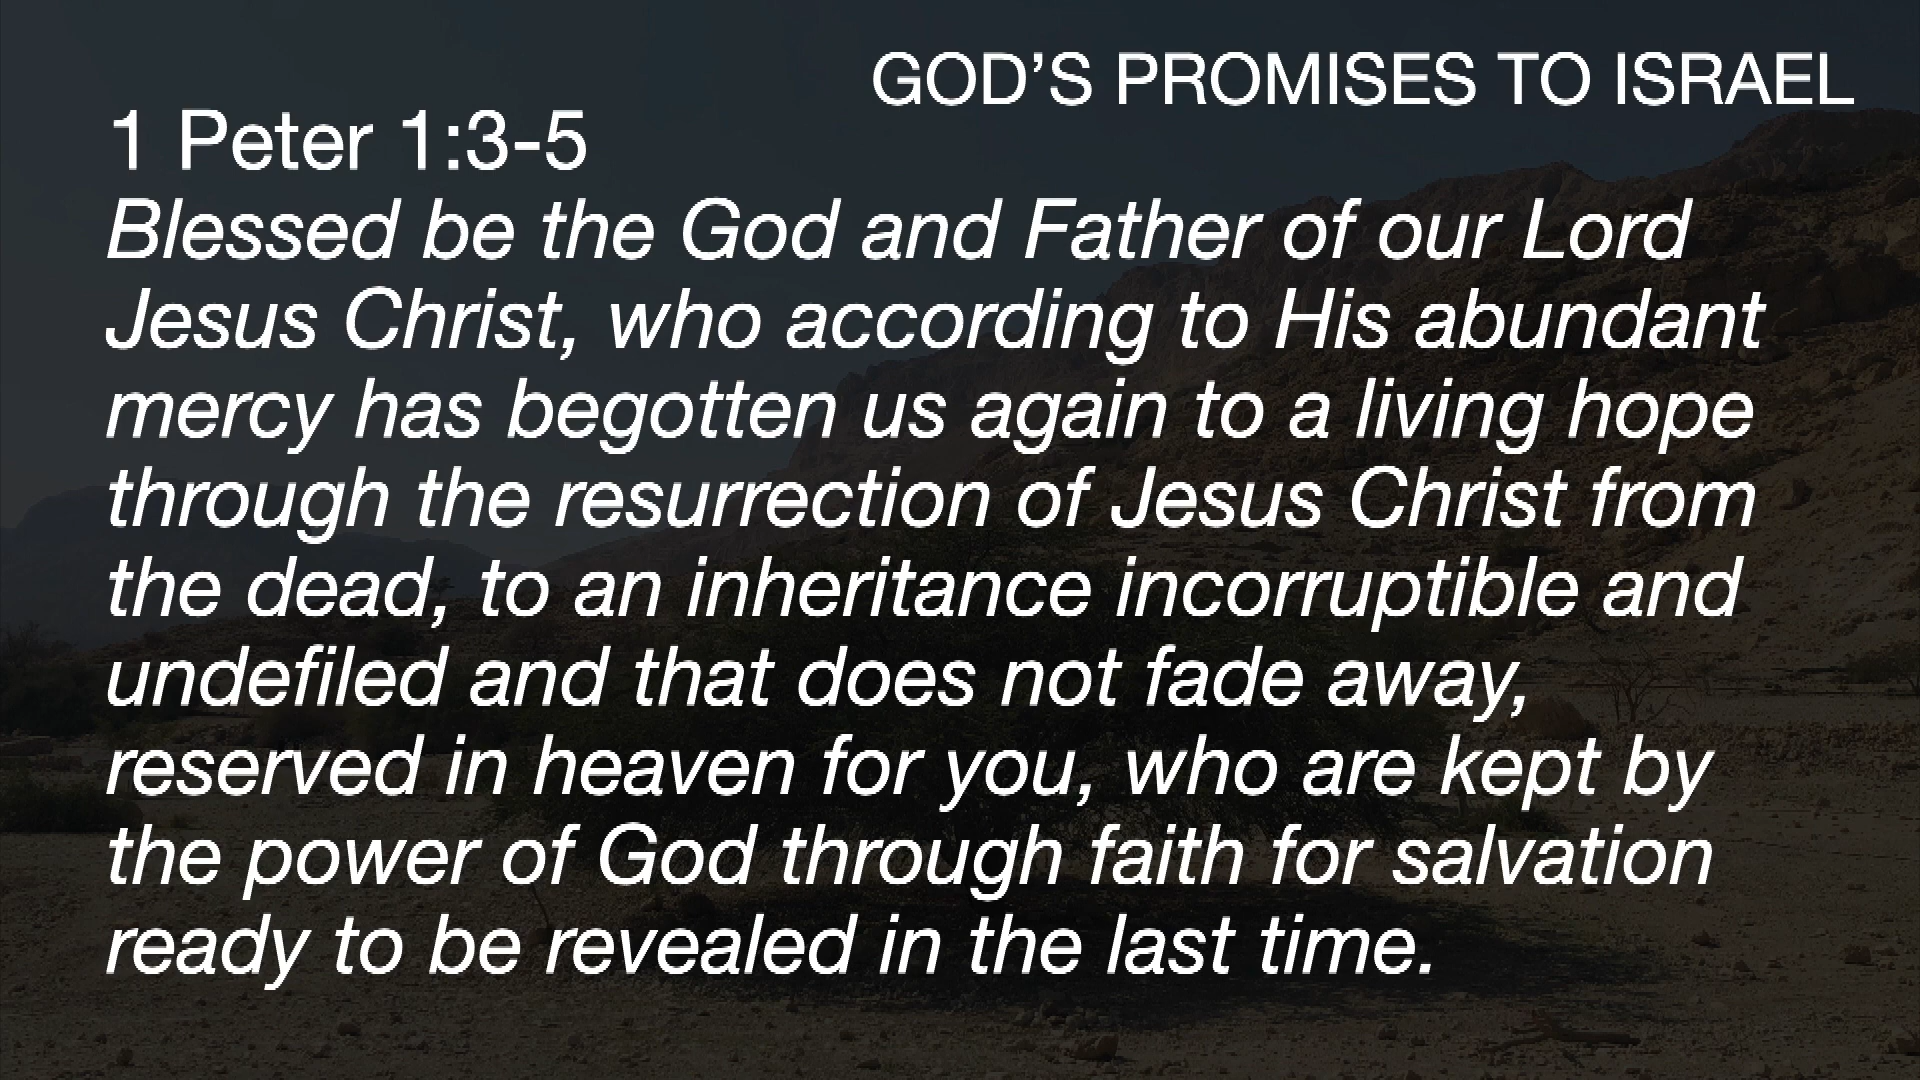 GOD’S PROMISES TO ISRAEL
1 Peter 1:3-5
Blessed be the God and Father of our Lord
Jesus Christ, who according to His abundant
mercy has begotten us again to a living hope
through the resurrection of Jesus Christ from
the dead, to an inheritance incorruptible and
undefiled and that does not fade away,
reserved in heaven for you, who are kept by
the power of God through faith for salvation
ready to be revealed in the last time.